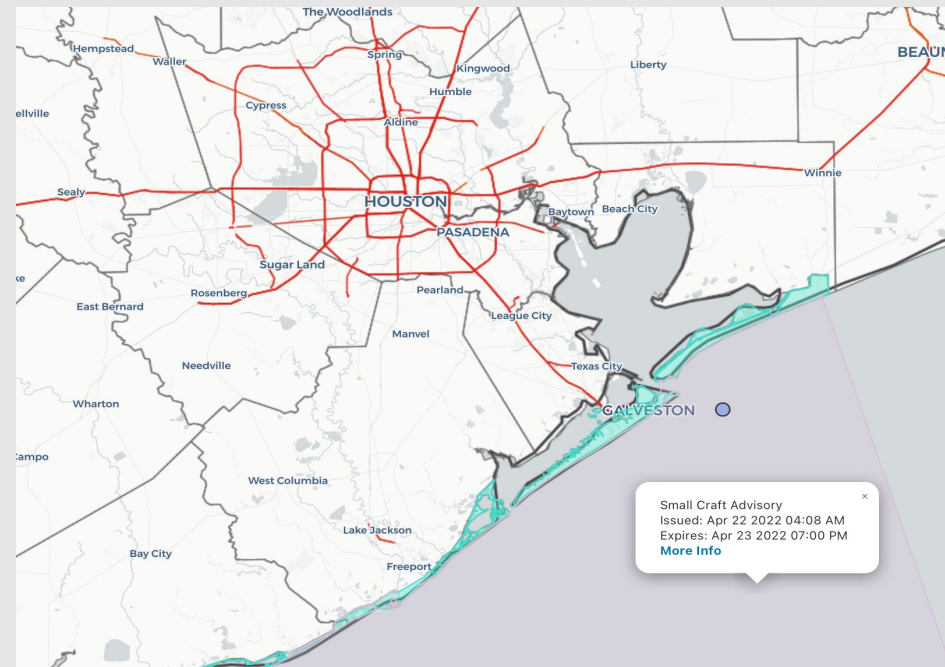 The Woodlands
Hempstead
Spring
BEAUM
Waller
Kingwood
Liberty
Humble
Cypress
ellville
Aldine
Winnie
Sealy
HOUSTON
Baytown
Beach City
PASADENA
Sugar Land
ke
Rosenberg
Pearland
East Bernard
League City
Manvel
Needville
Texas City
Wharton
GALVESTON
Campo
West Columbia
Small Craft Advisory
×
Issued: Apr 22 2022 04:08 AM
Expires: Apr 23 2022 07:00 PM
More Info
Lake Jackson
Bay City
Freeport